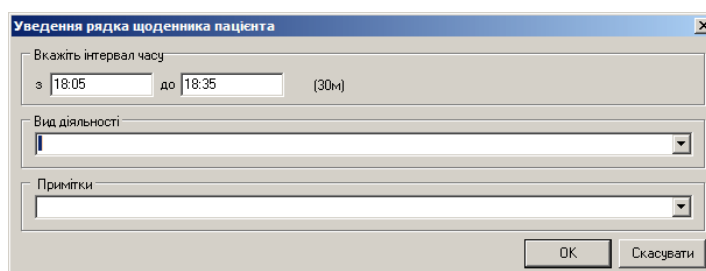 Уведення рядка щоденника пацієнта
Вкажіть інтервал часу
з 18:05 до 18:35 (30м)
Вид діяльності
Примітки
OK Скасувати